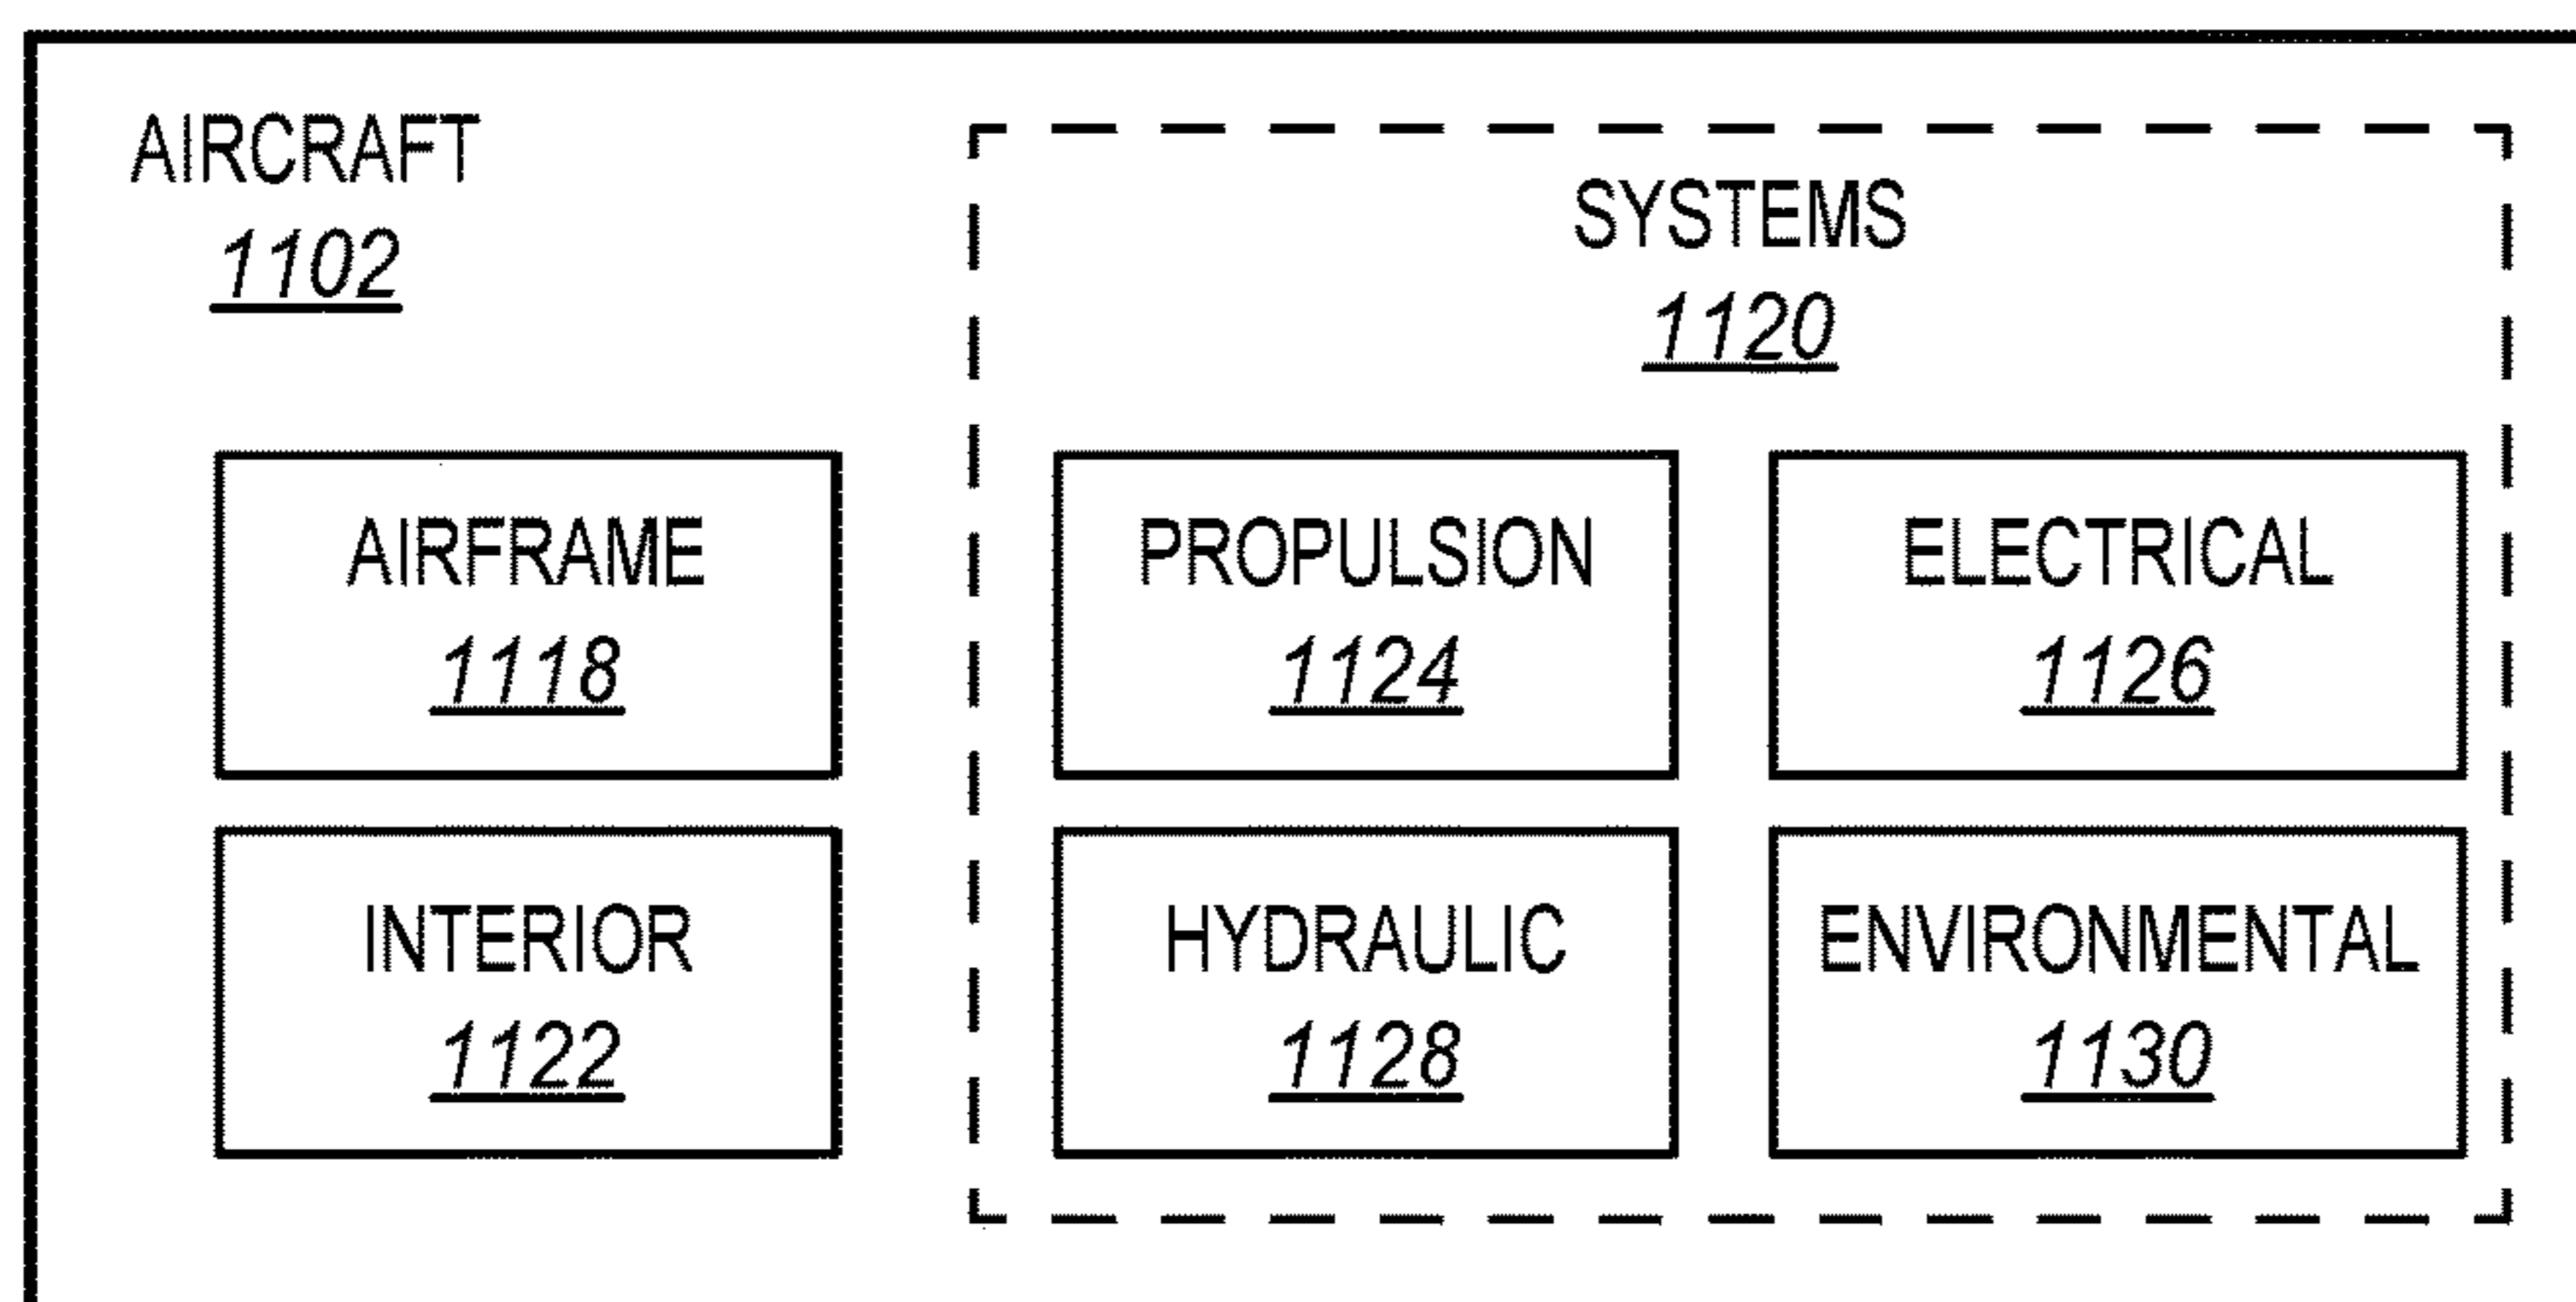 AIRCRAFT
1102
SYSTEMS
1120
AIRFRAME
1118
PROPULSION
1124
ELECTRICAL
1126
INTERIOR
1122
HYDRAULIC
1128
ENVIRONMENTAL
1130